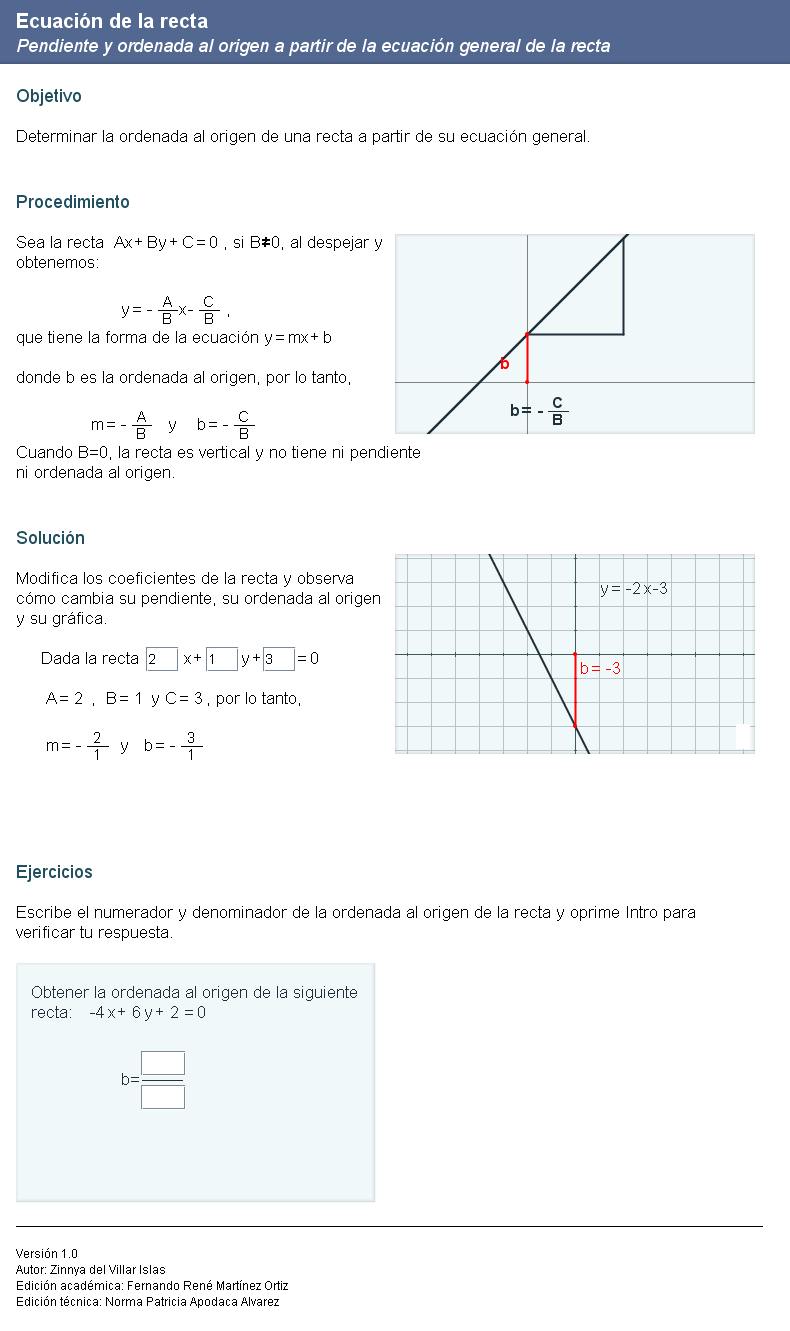 Ecuación de la recta
Pendiente y ordenada al origen a partir de la ecuación general de la recta
Objetivo
Determinar la ordenada al origen de una recta a partir de su ecuación general.
Procedimiento
Sea la recta Ax+ By+ C=0 , si B≠0, al despejar y
obtenemos:
y= - A/B x- C/B ,
que tiene la forma de la ecuación y=mx+ b
donde b es la ordenada al origen, por lo tanto,
m= - A/B y b= - C/B
Cuando B=0, la recta es vertical y no tiene ni pendiente
ni ordenada al origen.
b
b= - C/B
Solución
Modifica los coeficientes de la recta y observa
cómo cambia su pendiente, su ordenada al origen
y su gráfica.
Dada la recta 2 x+ 1 y+ 3 =0
A= 2 , B= 1 y C= 3 , por lo tanto,
m= - 2/1 y b= - 3/1
y= -2x-3
b= -3
Ejercicios
Escribe el numerador y denominador de la ordenada al origen de la recta y oprime Intro para
verificar tu respuesta.
Obtener la ordenada al origen de la siguiente
recta: -4x+ 6y+ 2 =0
b=
Versión 1.0
Autor: Zinnya del Villar Islas
Edición académica: Fernando René Martínez Ortiz
Edición técnica: Norma Patricia Apodaca Alvarez